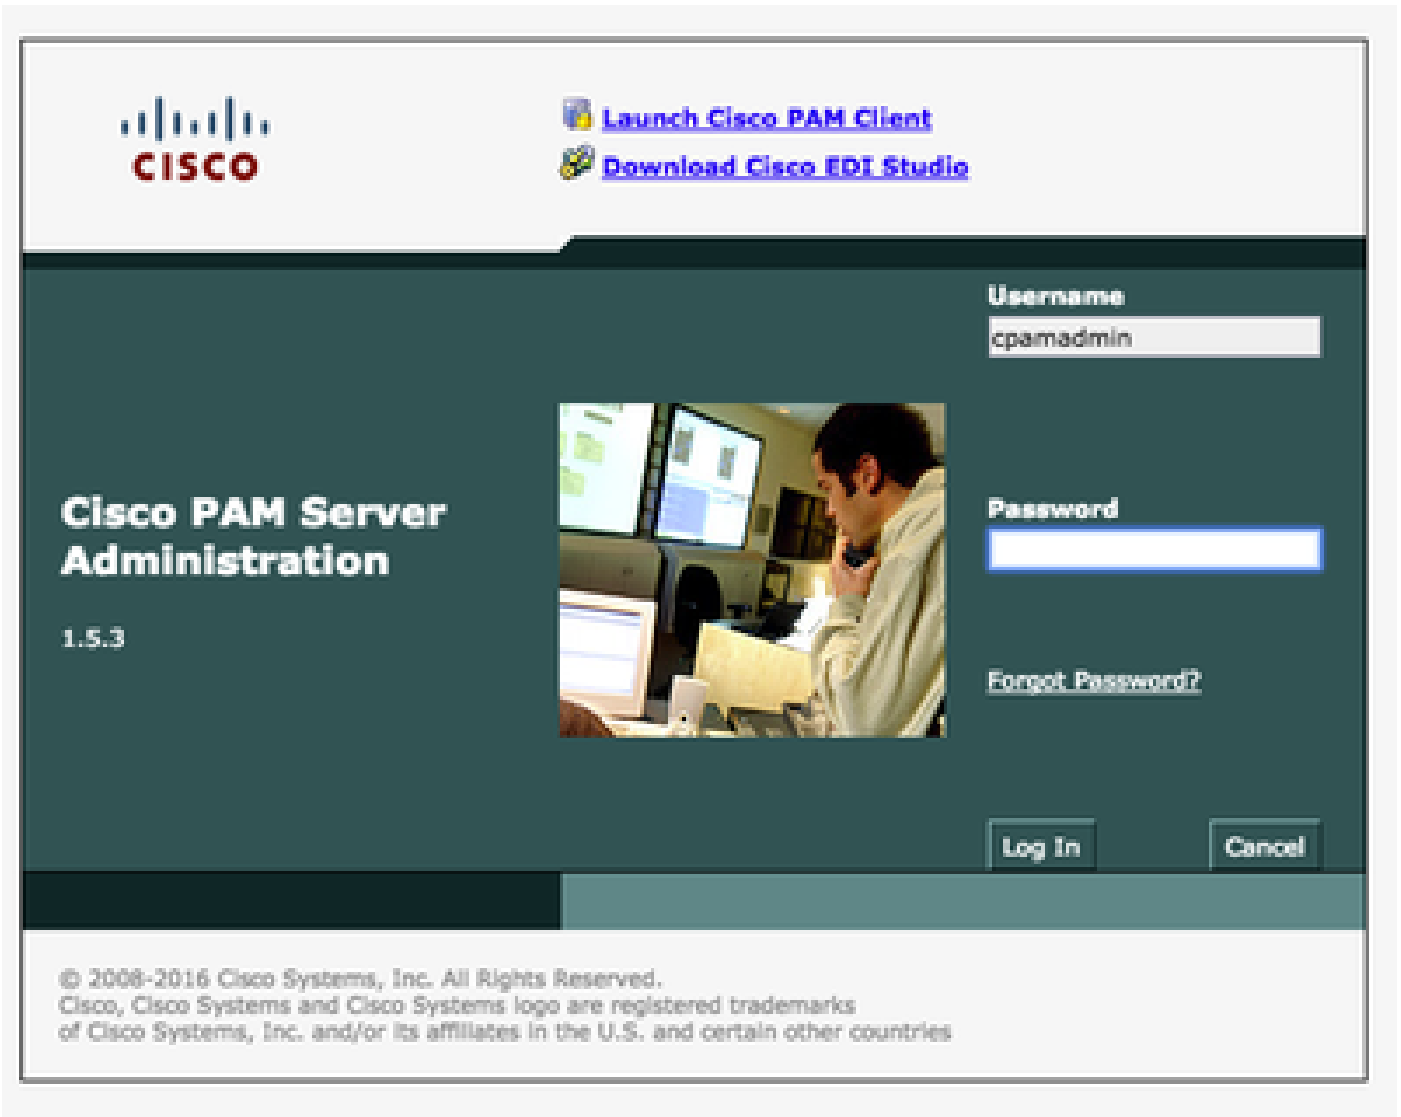 CISCO
Launch Cisco PAM Client
Download Cisco EDI Studio
Username
cpamadmin
Cisco PAM Server
Administration
1.5.3
Password
Forgot Password?
Log In
Cancel
© 2008-2016 Cisco Systems, Inc. All Rights Reserved.
Cisco, Cisco Systems and Cisco Systems logo are registered trademarks
of Cisco Systems, Inc. and/or its affiliates in the U.S. and certain other countries